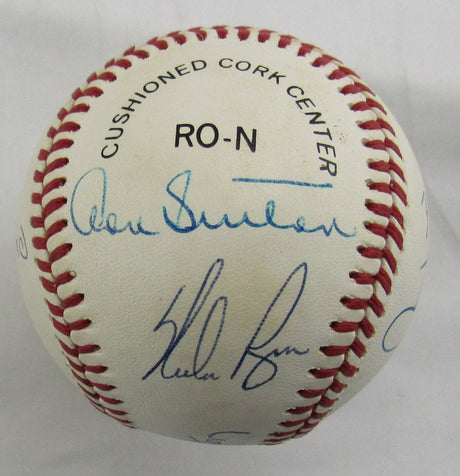 CUSHIONED CORK CENTER
RO-N
Don Sutton
Nolan Ryan